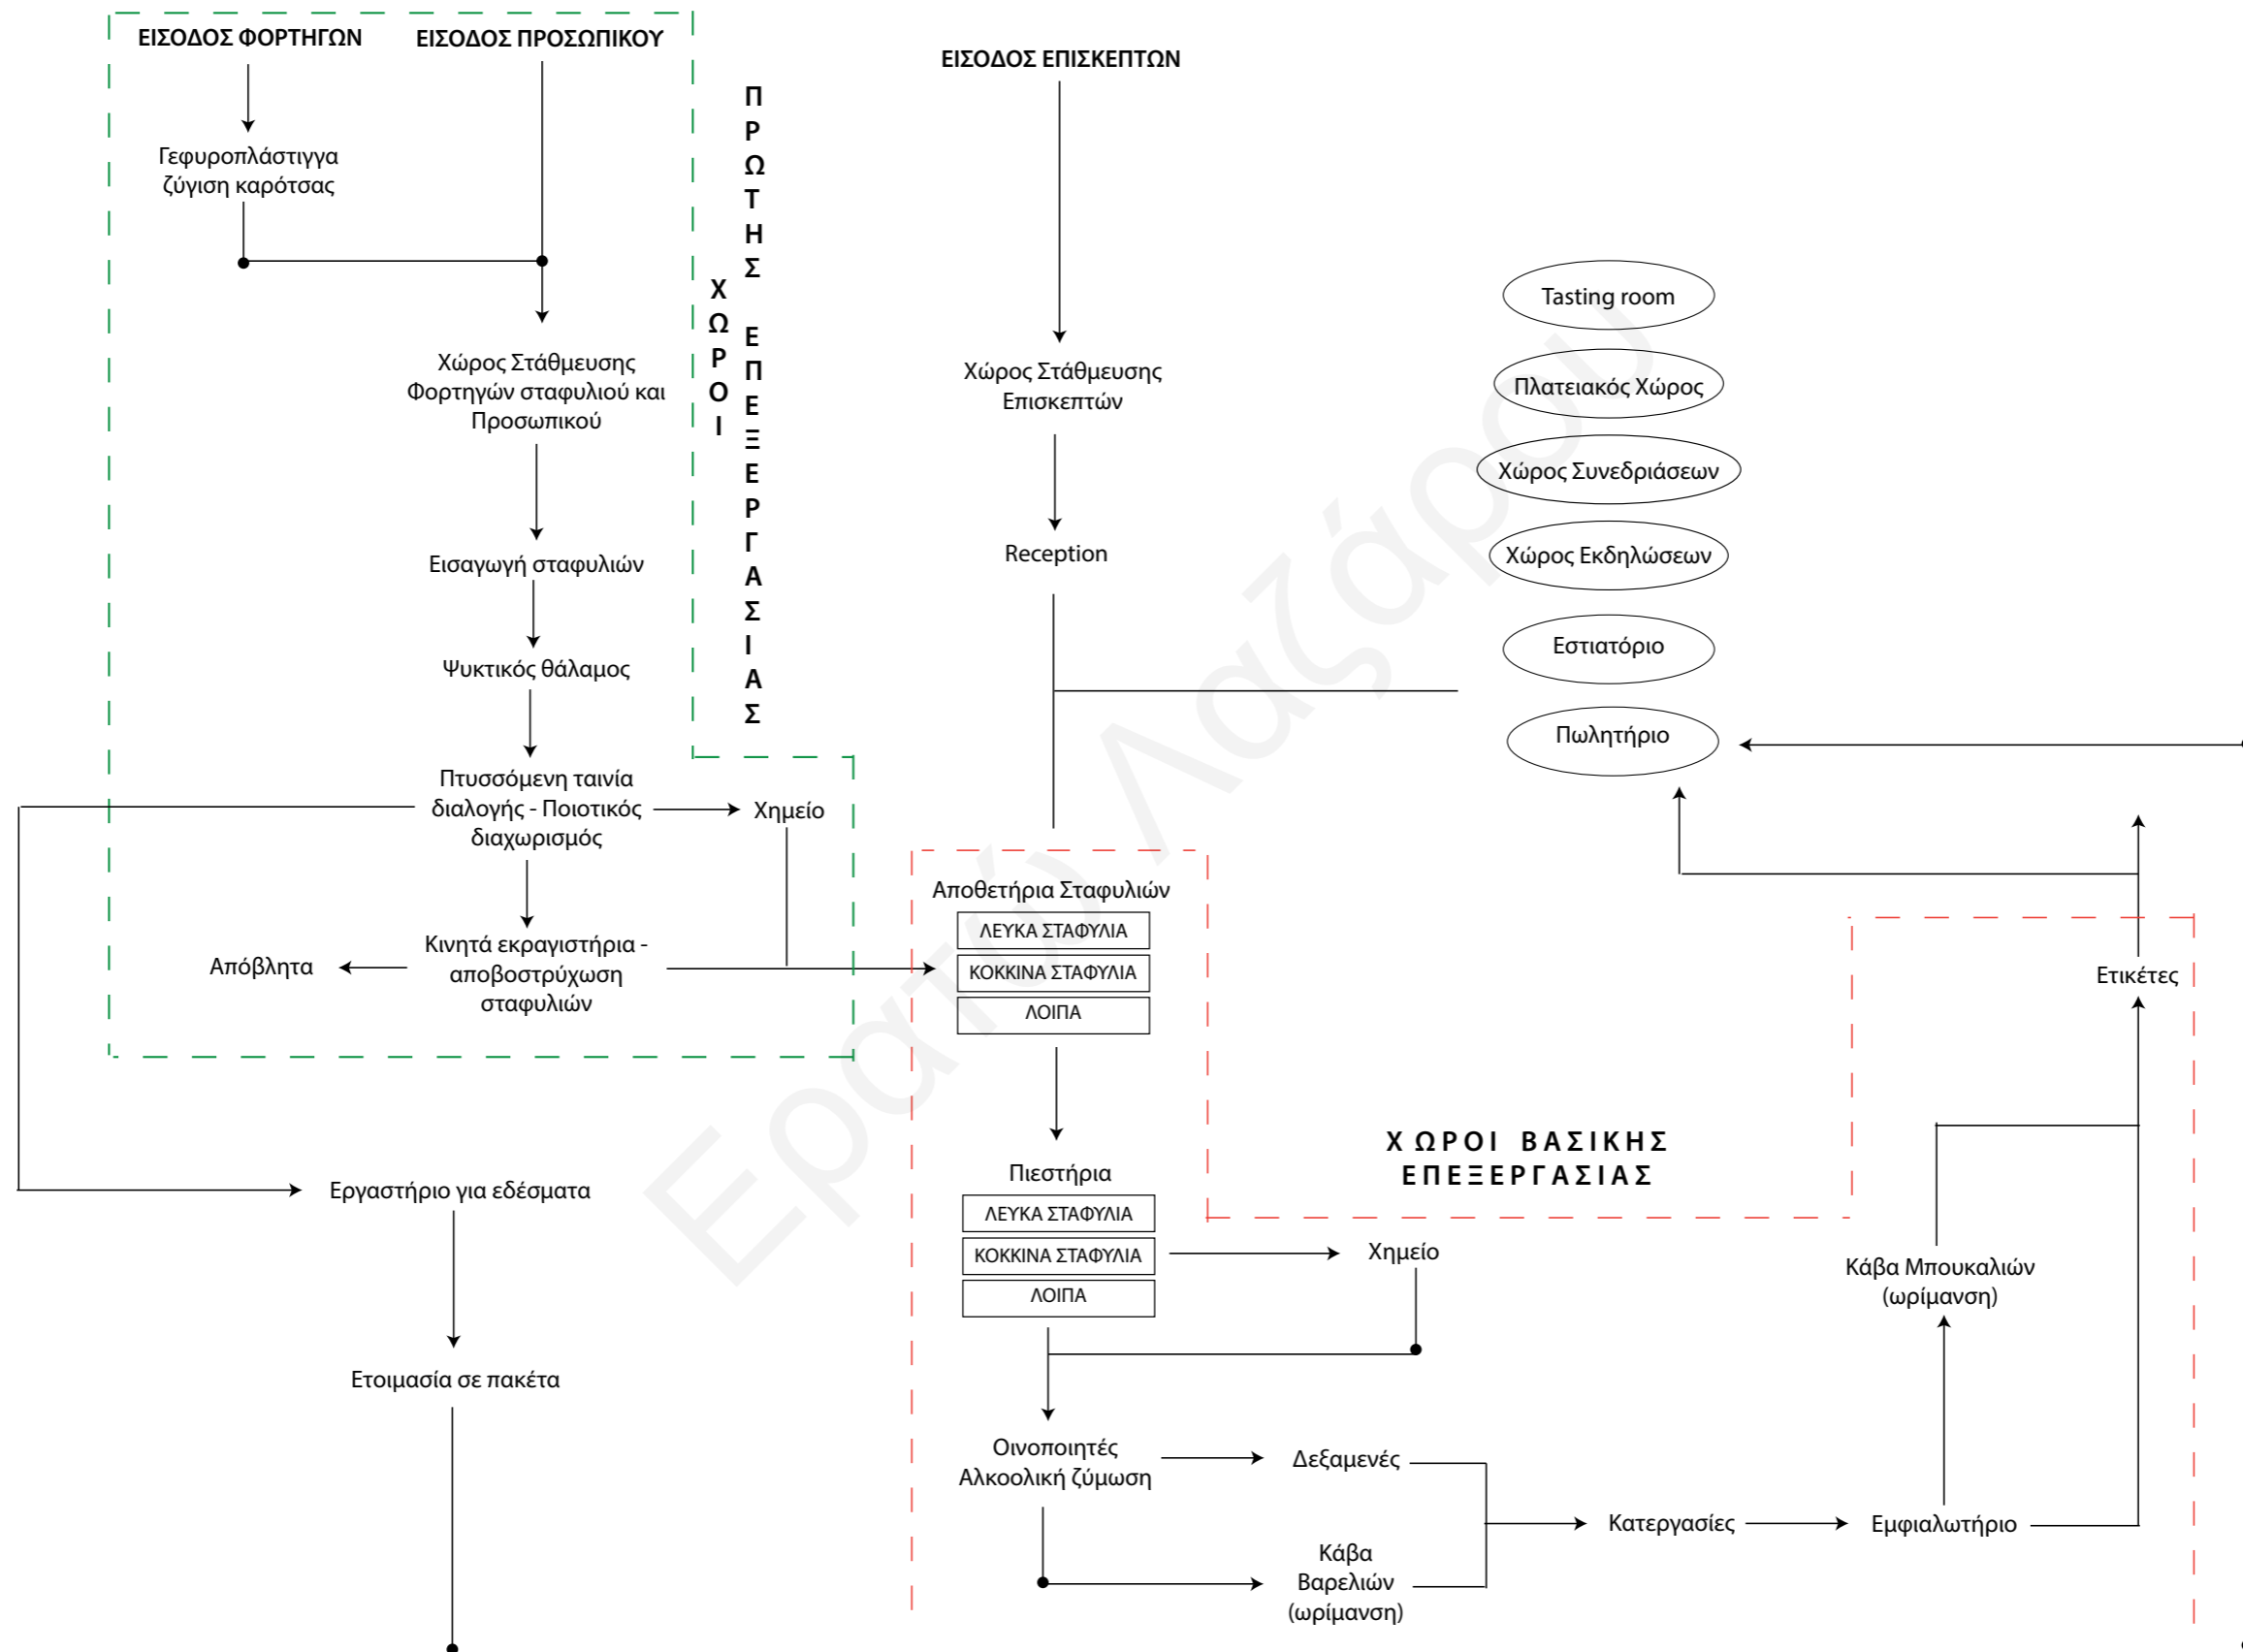 ΕΙΣΟΔΟΣ ΦΟΡΤΗΓΩΝ
ΕΙΣΟΔΟΣ ΠΡΟΣΩΠΙΚΟΥ
Γεφυροπλάστιγγα
ζύγιση καρότσας
Χώρος Στάθμευσης
Φορτηγών σταφυλιού και
Προσωπικού
Εισαγωγή σταφυλιών
Ψυκτικός θάλαμος
Πτυσσόμενη ταινία
διαλογής - Ποιοτικός
διαχωρισμός
Χημείο
Κινητά εκραγιστήρια -
αποβοστρύχωση
σταφυλιών
Απόβλητα
ΧΩΡΟΙ
ΠΡΩΤΗΣ ΕΠΕΞΕΡΓΑΣΙΑΣ
Εργαστήριο για εδέσματα
Ετοιμασία σε πακέτα
ΕΙΣΟΔΟΣ ΕΠΙΣΚΕΠΤΩΝ
Χώρος Στάθμευσης
Επισκεπτών
Reception
Tasting room
Πλατειακός Χώρος
Χώρος Συνεδριάσεων
Χώρος Εκδηλώσεων
Εστιατόριο
Πωλητήριο
Αποθετήρια Σταφυλιών
ΛΕΥΚΑ ΣΤΑΦΥΛΙΑ
ΚΟΚΚΙΝΑ ΣΤΑΦΥΛΙΑ
ΛΟΙΠΑ
Πιεστήρια
ΛΕΥΚΑ ΣΤΑΦΥΛΙΑ
ΚΟΚΚΙΝΑ ΣΤΑΦΥΛΙΑ
ΛΟΙΠΑ
Χημείο
ΧΩΡΟΙ ΒΑΣΙΚΗΣ
ΕΠΕΞΕΡΓΑΣΙΑΣ
Οινοποιητές
Αλκοολική ζύμωση
Δεξαμενές
Κάβα
Βαρελιών
(ωρίμανση)
Κατεργασίες
Εμφιαλωτήριο
Κάβα Μπουκαλιών
(ωρίμανση)
Ετικέτες
Ερατώ Λαζάρου